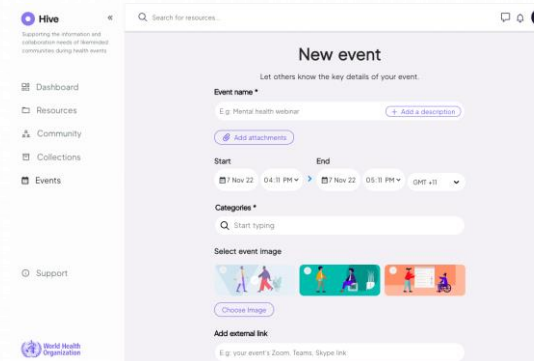 Hive
«
Supporting the information and
collaboration needs of likeminded
communities during health events
Dashboard
Resources
Community
Collections
Events
Support
World Health
Organization
Search for resources...
New event
Let others know the key details of your event.
Event name *
E.g. Mental health webinar
+ Add a description
Add attachments
Start End
7 Nov 22 04:11 PM > 7 Nov 22 05:11 PM GMT +11
Categories *
Start typing
Select event image
Choose Image
Add external link
E.g. your event's Zoom, Teams, Skype link